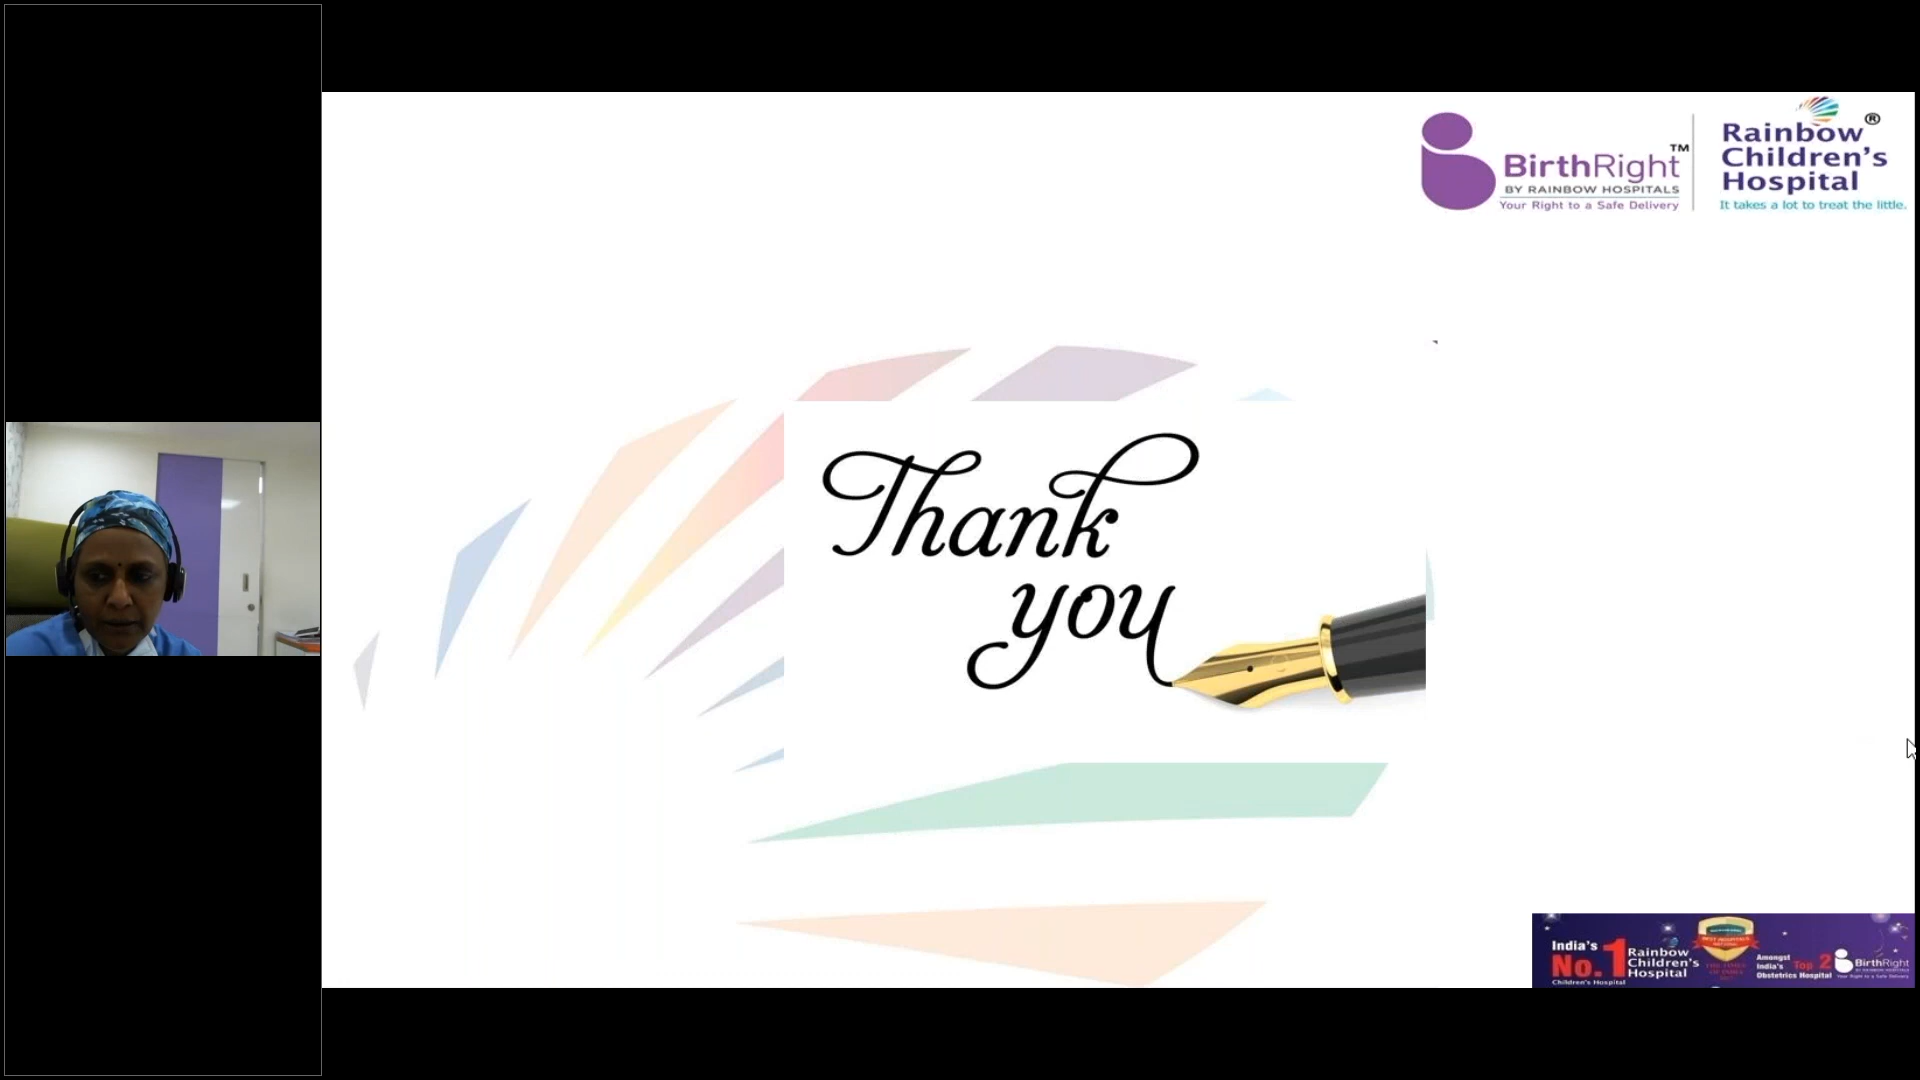 BirthRight™
BY RAINBOW HOSPITALS
Your Right to a Safe Delivery
Rainbow®
Children's
Hospital
It takes a lot to treat the little.
Thank
you
India's
No. 1
Children's Hospital
Rainbow
Children's
Hospital
Amongst
India's Top 2
Obstetrics Hospital
BirthRight